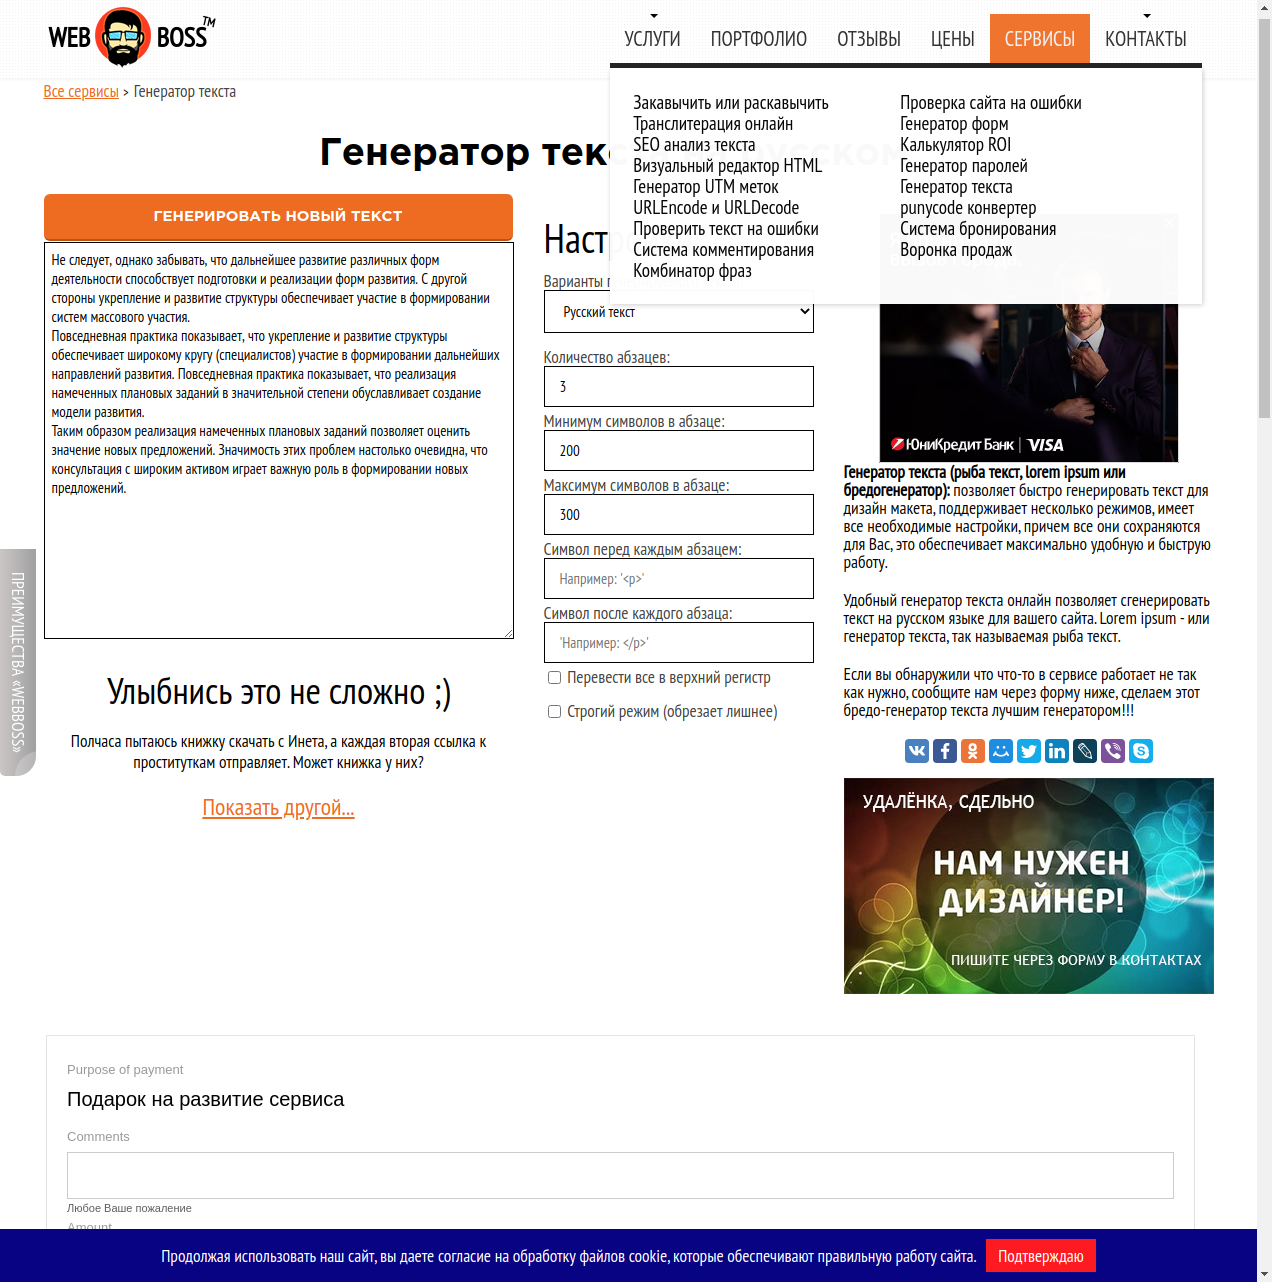 WEB BOSS™
УСЛУГИ ПОРТФОЛИО ОТЗЫВЫ ЦЕНЫ СЕРВИСЫ КОНТАКТЫ
Все сервисы > Генератор текста
Закавычить или раскавычить
Транслитерация онлайн
SEO анализ текста
Визуальный редактор HTML
Генератор UTM меток
URLEncode и URLDecode
Проверить текст на ошибки
Система комментирования
Комбинатор фраз
Проверка сайта на ошибки
Генератор форм
Калькулятор ROI
Генератор паролей
Генератор текста
punycode конвертер
Система бронирования
Воронка продаж
Генератор
ГЕНЕРИРОВАТЬ НОВЫЙ ТЕКСТ
Не следует, однако забывать, что дальнейшее развитие различных форм
деятельности способствует подготовки и реализации форм развития. С другой
стороны укрепление и развитие структуры обеспечивает участие в формировании
систем массового участия.
Повседневная практика показывает, что укрепление и развитие структуры
обеспечивает широкому кругу (специалистов) участие в формировании дальнейших
направлений развития. Повседневная практика показывает, что реализация
намеченных плановых заданий в значительной степени обуславливает создание
модели развития.
Таким образом реализация намеченных плановых заданий позволяет оценить
значение новых предложений. Значимость этих проблем настолько очевидна, что
консультация с широким активом играет важную роль в формировании новых
предложений.
Улыбнись это не сложно ;)
Полчаса пытаюсь книжку скачать с Инета, а каждая вторая ссылка к
проституткам отправляет. Может книжка у них?
Показать другой...
Варианты
Русский текст
Количество абзацев:
3
Минимум символов в абзаце:
200
Максимум символов в абзаце:
300
Символ перед каждым абзацем:
Например: '<p>'
Символ после каждого абзаца:
'Например: </p>'
Перевести все в верхний регистр
Строгий режим (обрезает лишнее)
ЮниКредит Банк | VISA
Генератор текста (рыба текст, lorem ipsum или
бредогенератор): позволяет быстро генерировать текст для
дизайн макета, поддерживает несколько режимов, имеет
все необходимые настройки, причем все они сохраняются
для Вас, это обеспечивает максимально удобную и быструю
работу.
Удобный генератор текста онлайн позволяет сгенерировать
текст на русском языке для вашего сайта. Lorem ipsum - или
генератор текста, так называемая рыба текст.
Если вы обнаружили что что-то в сервисе работает не так
как нужно, сообщите нам через форму ниже, сделаем этот
бредо-генератор текста лучшим генератором!!!
УДАЛЁНКА, СДЕЛЬНО
НАМ НУЖЕН
ДИЗАЙНЕР!
ПИШИТЕ ЧЕРЕЗ ФОРМУ В КОНТАКТАХ
ПРЕИМУЩЕСТВА «WEBBOSS»
Purpose of payment
Подарок на развитие сервиса
Comments
Любое Ваше пожалание
Amount
Продолжая использовать наш сайт, вы даете согласие на обработку файлов cookie, которые обеспечивают правильную работу сайта. Подтверждаю